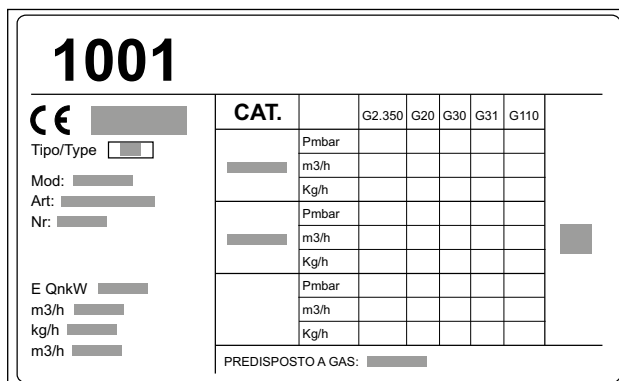 1001
CE
Tipo/Type
Mod:
Art:
Nr:
E QnkW
m3/h
kg/h
m3/h
CAT. G2.350 G20 G30 G31 G110
Pmbar
m3/h
Kg/h
Pmbar
m3/h
Kg/h
Pmbar
m3/h
Kg/h
PREDISPOSTO A GAS: